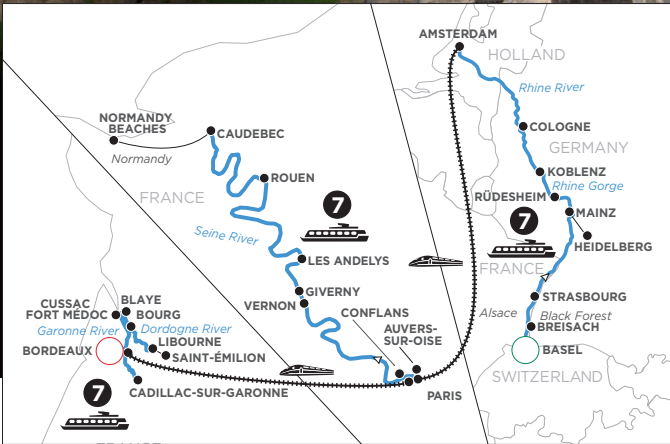 AMSTERDAM
HOLLAND
Rhine River
COLOGNE
GERMANY
KOBLENZ
Rhine Gorge
RÜDESHEIM
MAINZ
7
HEIDELBERG
FRANCE
STRASBOURG
Alsace
Black Forest
BREISACH
BASEL
SWITZERLAND
NORMANDY
BEACHES
CAUDEBEC
Normandy
ROUEN
FRANCE
7
Seine River
LES ANDELYS
GIVERNY
VERNON
CONFLANS
AUVERS-
SUR-OISE
PARIS
CUSSAC
FORT MÉDOC
BLAYE
BOURG
Garonne River
Dordogne River
LIBOURNE
SAINT-ÉMILION
BORDEAUX
CADILLAC-SUR-GARONNE
7
FRANCE